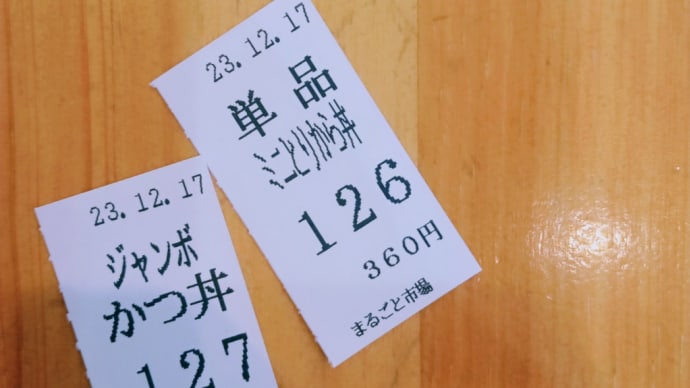 23.12.17
単品
ミニとりかつ丼
126
360円
まるごと市場
23.12.17
ジャンボ
かつ丼
127